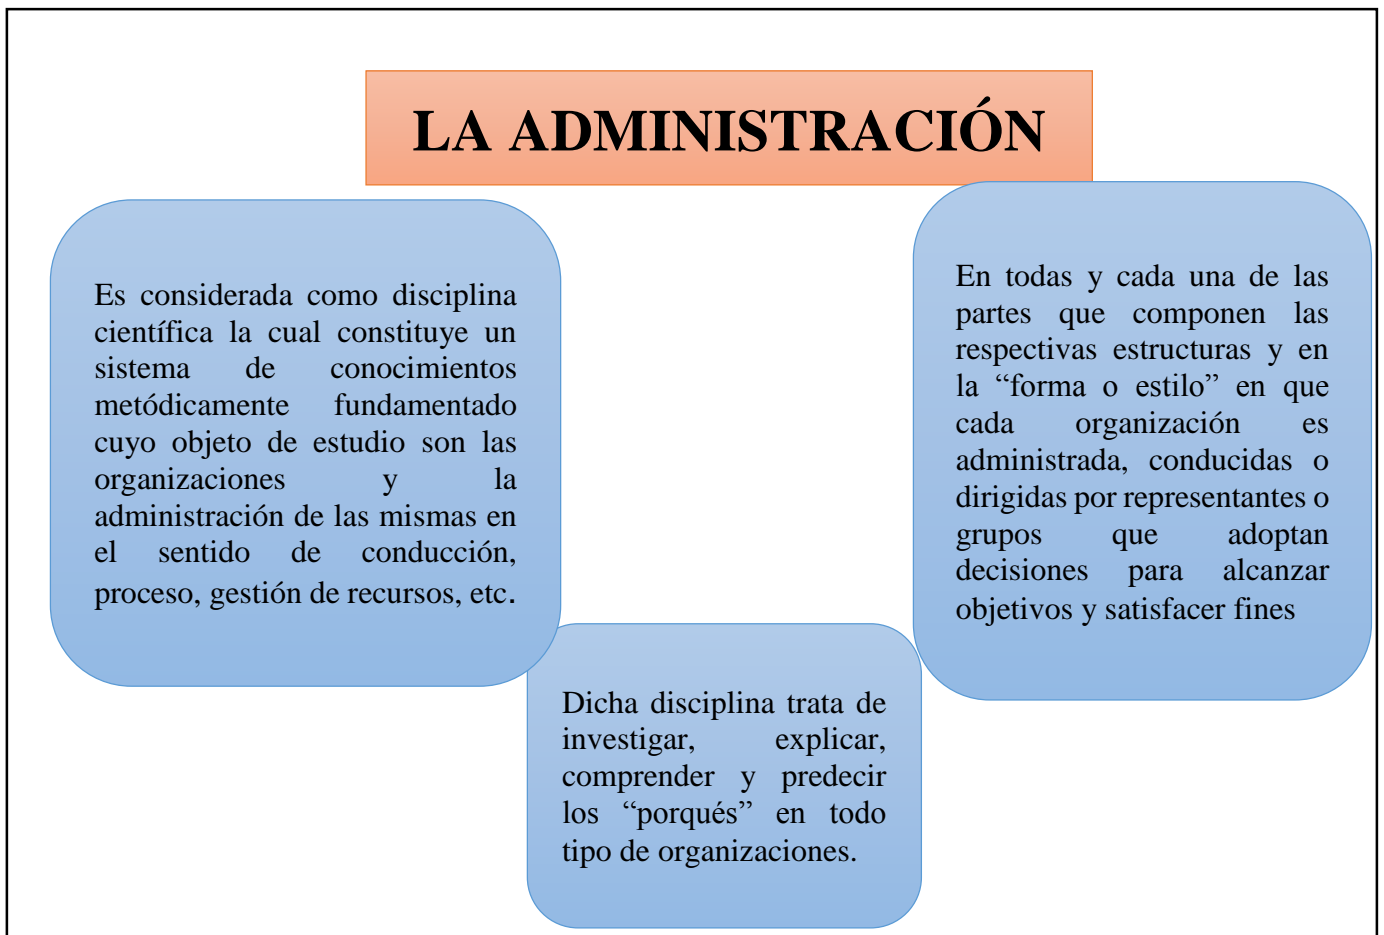 LA ADMINISTRACIÓN
Es considerada como disciplina
científica la cual constituye un
sistema de conocimientos
metódicamente fundamentado
cuyo objeto de estudio son las
organizaciones y la
administración de las mismas en
el sentido de conducción,
proceso, gestión de recursos, etc.
Dicha disciplina trata de
investigar, explicar,
comprender y predecir
los “porqués” en todo
tipo de organizaciones.
En todas y cada una de las
partes que componen las
respectivas estructuras y en
la “forma o estilo” en que
cada organización es
administrada, conducidas o
dirigidas por representantes o
grupos que adoptan
decisiones para alcanzar
objetivos y satisfacer fines